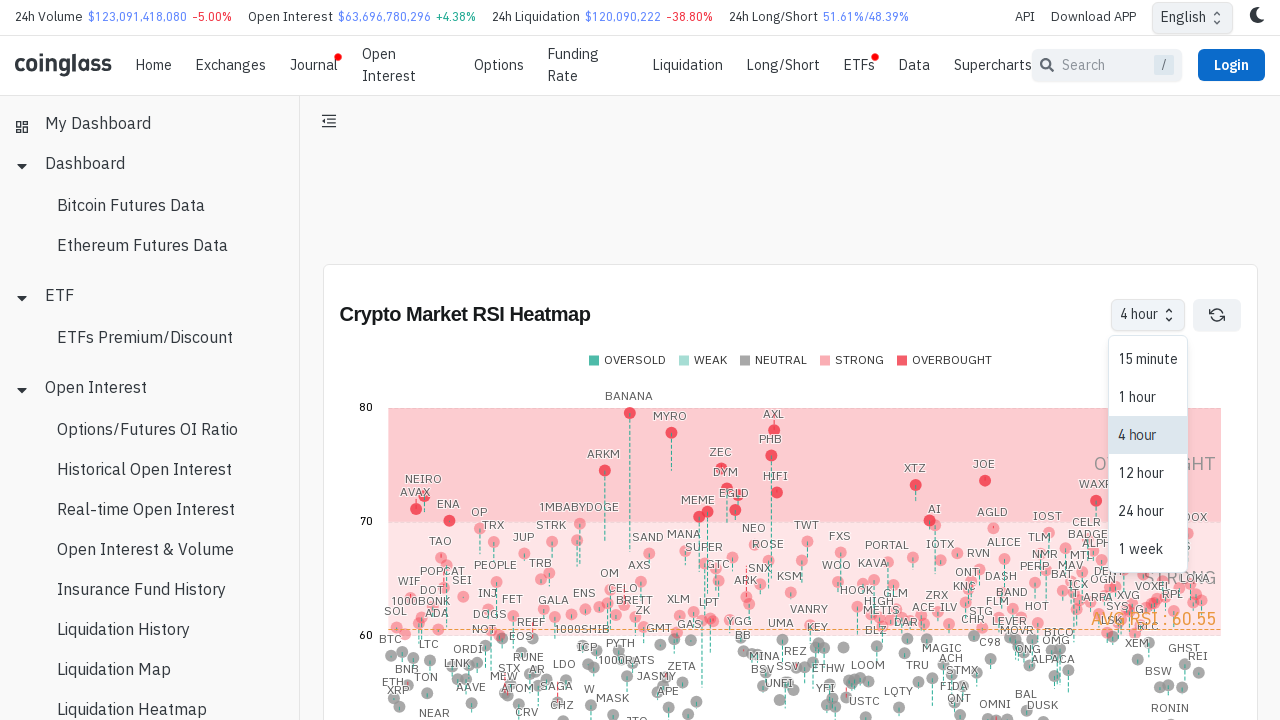 24h Volume $123,091,418,080 -5.00% Open Interest $63,696,780,296 +4.38% 24h Liquidation $120,090,222 -38.80% 24h Long/Short 51.61%/48.39% API Download APP English
coinglass Home Exchanges Journal Open Interest Options Funding Rate Liquidation Long/Short ETFs Data Supercharts Search / Login
My Dashboard
Dashboard
Bitcoin Futures Data
Ethereum Futures Data
ETF
ETFs Premium/Discount
Open Interest
Options/Futures OI Ratio
Historical Open Interest
Real-time Open Interest
Open Interest & Volume
Insurance Fund History
Liquidation History
Liquidation Map
Liquidation Heatmap
Crypto Market RSI Heatmap
4 hour
15 minute
1 hour
4 hour
12 hour
24 hour
1 week
OVERSOLD WEAK NEUTRAL STRONG OVERBOUGHT
80
70
60
BANANA
MYRO AXL
PHB
ARKM ZEC
NEIRO DYM HIFI XTZ JOE
AVAX ENA MEME EGLD
OP 1MBABYDOGE AI AGLD IOST
TRX STRK NEO TWT CELR
TAO JUP SAND MANA ROSE FXS ALICE TLM
SUPER PORTAL IOTX RVN NMR MTL
POPCAT PEOPLE TRB AXS GTC SNX WOO KAVA ONT PERP MAV
WIF SEI OM ARK KSM DASH BAT OGN
DOT INJ ENS CELO HOOK GLM KNC ICX VOXEL LOKA
1000BONK FET GALA BRETT XLM LPT HIGH ZRX BAND ARPA XVG RPL
SOL ADA DOGS ZK VANRY METIS ACE ILV STG FLM HOT SYS
NOT REEF GMT GAS YGG UMA KEY DAR CHR LEVER LSK
AVG RSI : 60.55
BTC LTC EOS 1000SHIB BB BLZ MOVR BICO
ORDI ICP PYTH REZ MAGIC C98 ONG OMG XEM GHST
BNB LINK RUNE LDO 1000RATS MINA SSV ETHW LOOM TRU ACH ALPACA REI
TON STX AR ZETA BSV STMX BSW
ETH MEW JASMY UNFI
XRP AAVE ATOM SAGA W APE YFI LQTY FIDA BAL
NEAR CRV CHZ MASK USTC QNT OMNI DUSK RONIN
JTO